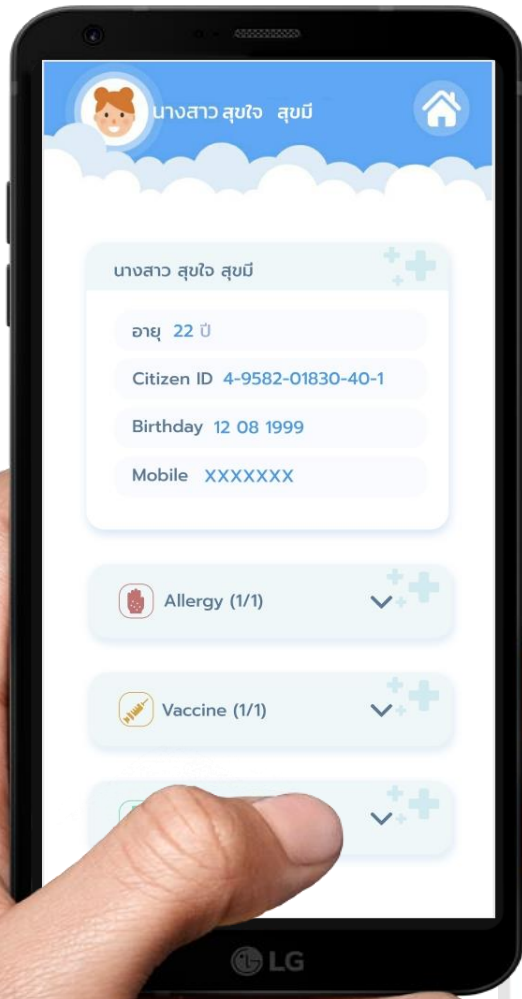 นางสาว สุขใจ สุขมี
นางสาว สุขใจ สุขมี
อายุ 22 ปี
Citizen ID 4-9582-01830-40-1
Birthday 12 08 1999
Mobile XXXXXXX
Allergy (1/1)
Vaccine (1/1)
LG